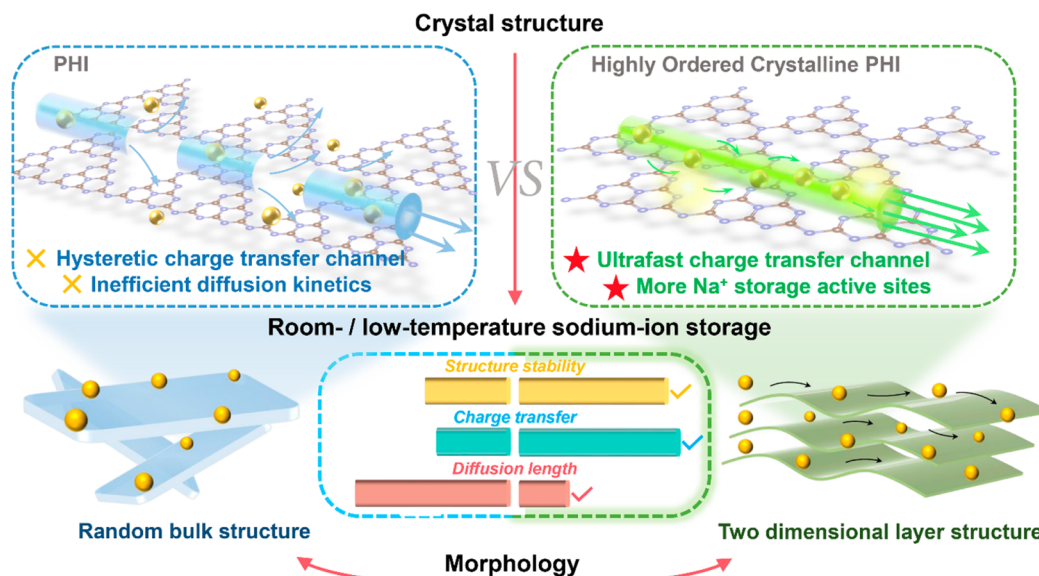 Crystal structure
PHI
Highly Ordered Crystalline PHI
VS
Hysteretic charge transfer channel
Inefficient diffusion kinetics
Ultrafast charge transfer channel
More Na⁺ storage active sites
Room- / low-temperature sodium-ion storage
Structure stability
Charge transfer
Diffusion length
Random bulk structure
Two dimensional layer structure
Morphology